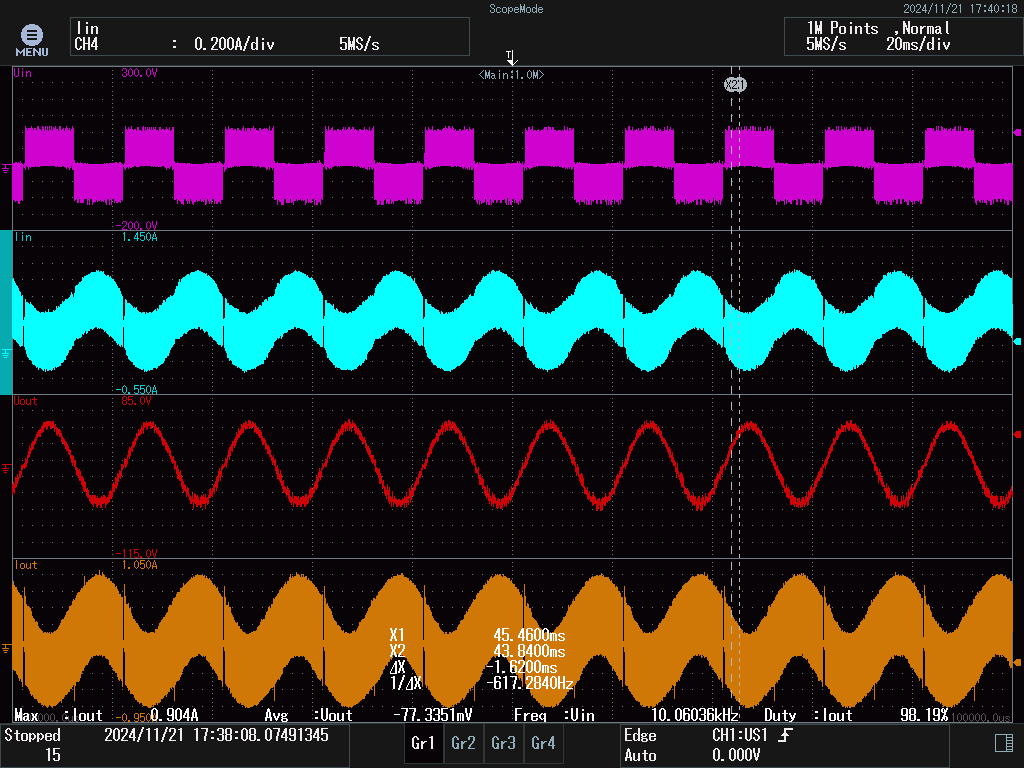 ScopeMode
2024/11/21 17:40:18
MENU
Iin
CH4 : 0.200A/div 5MS/s
1M Points ,Normal
5MS/s 20ms/div
T
<Main:1.0M>
Uin 300.0V
-200.0V
Iin 1.450A
-0.550A
Uout 85.0V
-115.0V
Iout 1.050A
X1 45.4600ms
X2 43.8400ms
ΔX -1.6200ms
1/ΔX -617.2840Hz
-0.950A
Max :Iout 0.904A Avg :Uout -77.3351mV Freq :Uin 10.06036kHz Duty :Iout 98.19%
100000.0us
Stopped
15
2024/11/21 17:38:08.07491345
Gr1 Gr2 Gr3 Gr4
Edge CH1:US1
Auto 0.000V